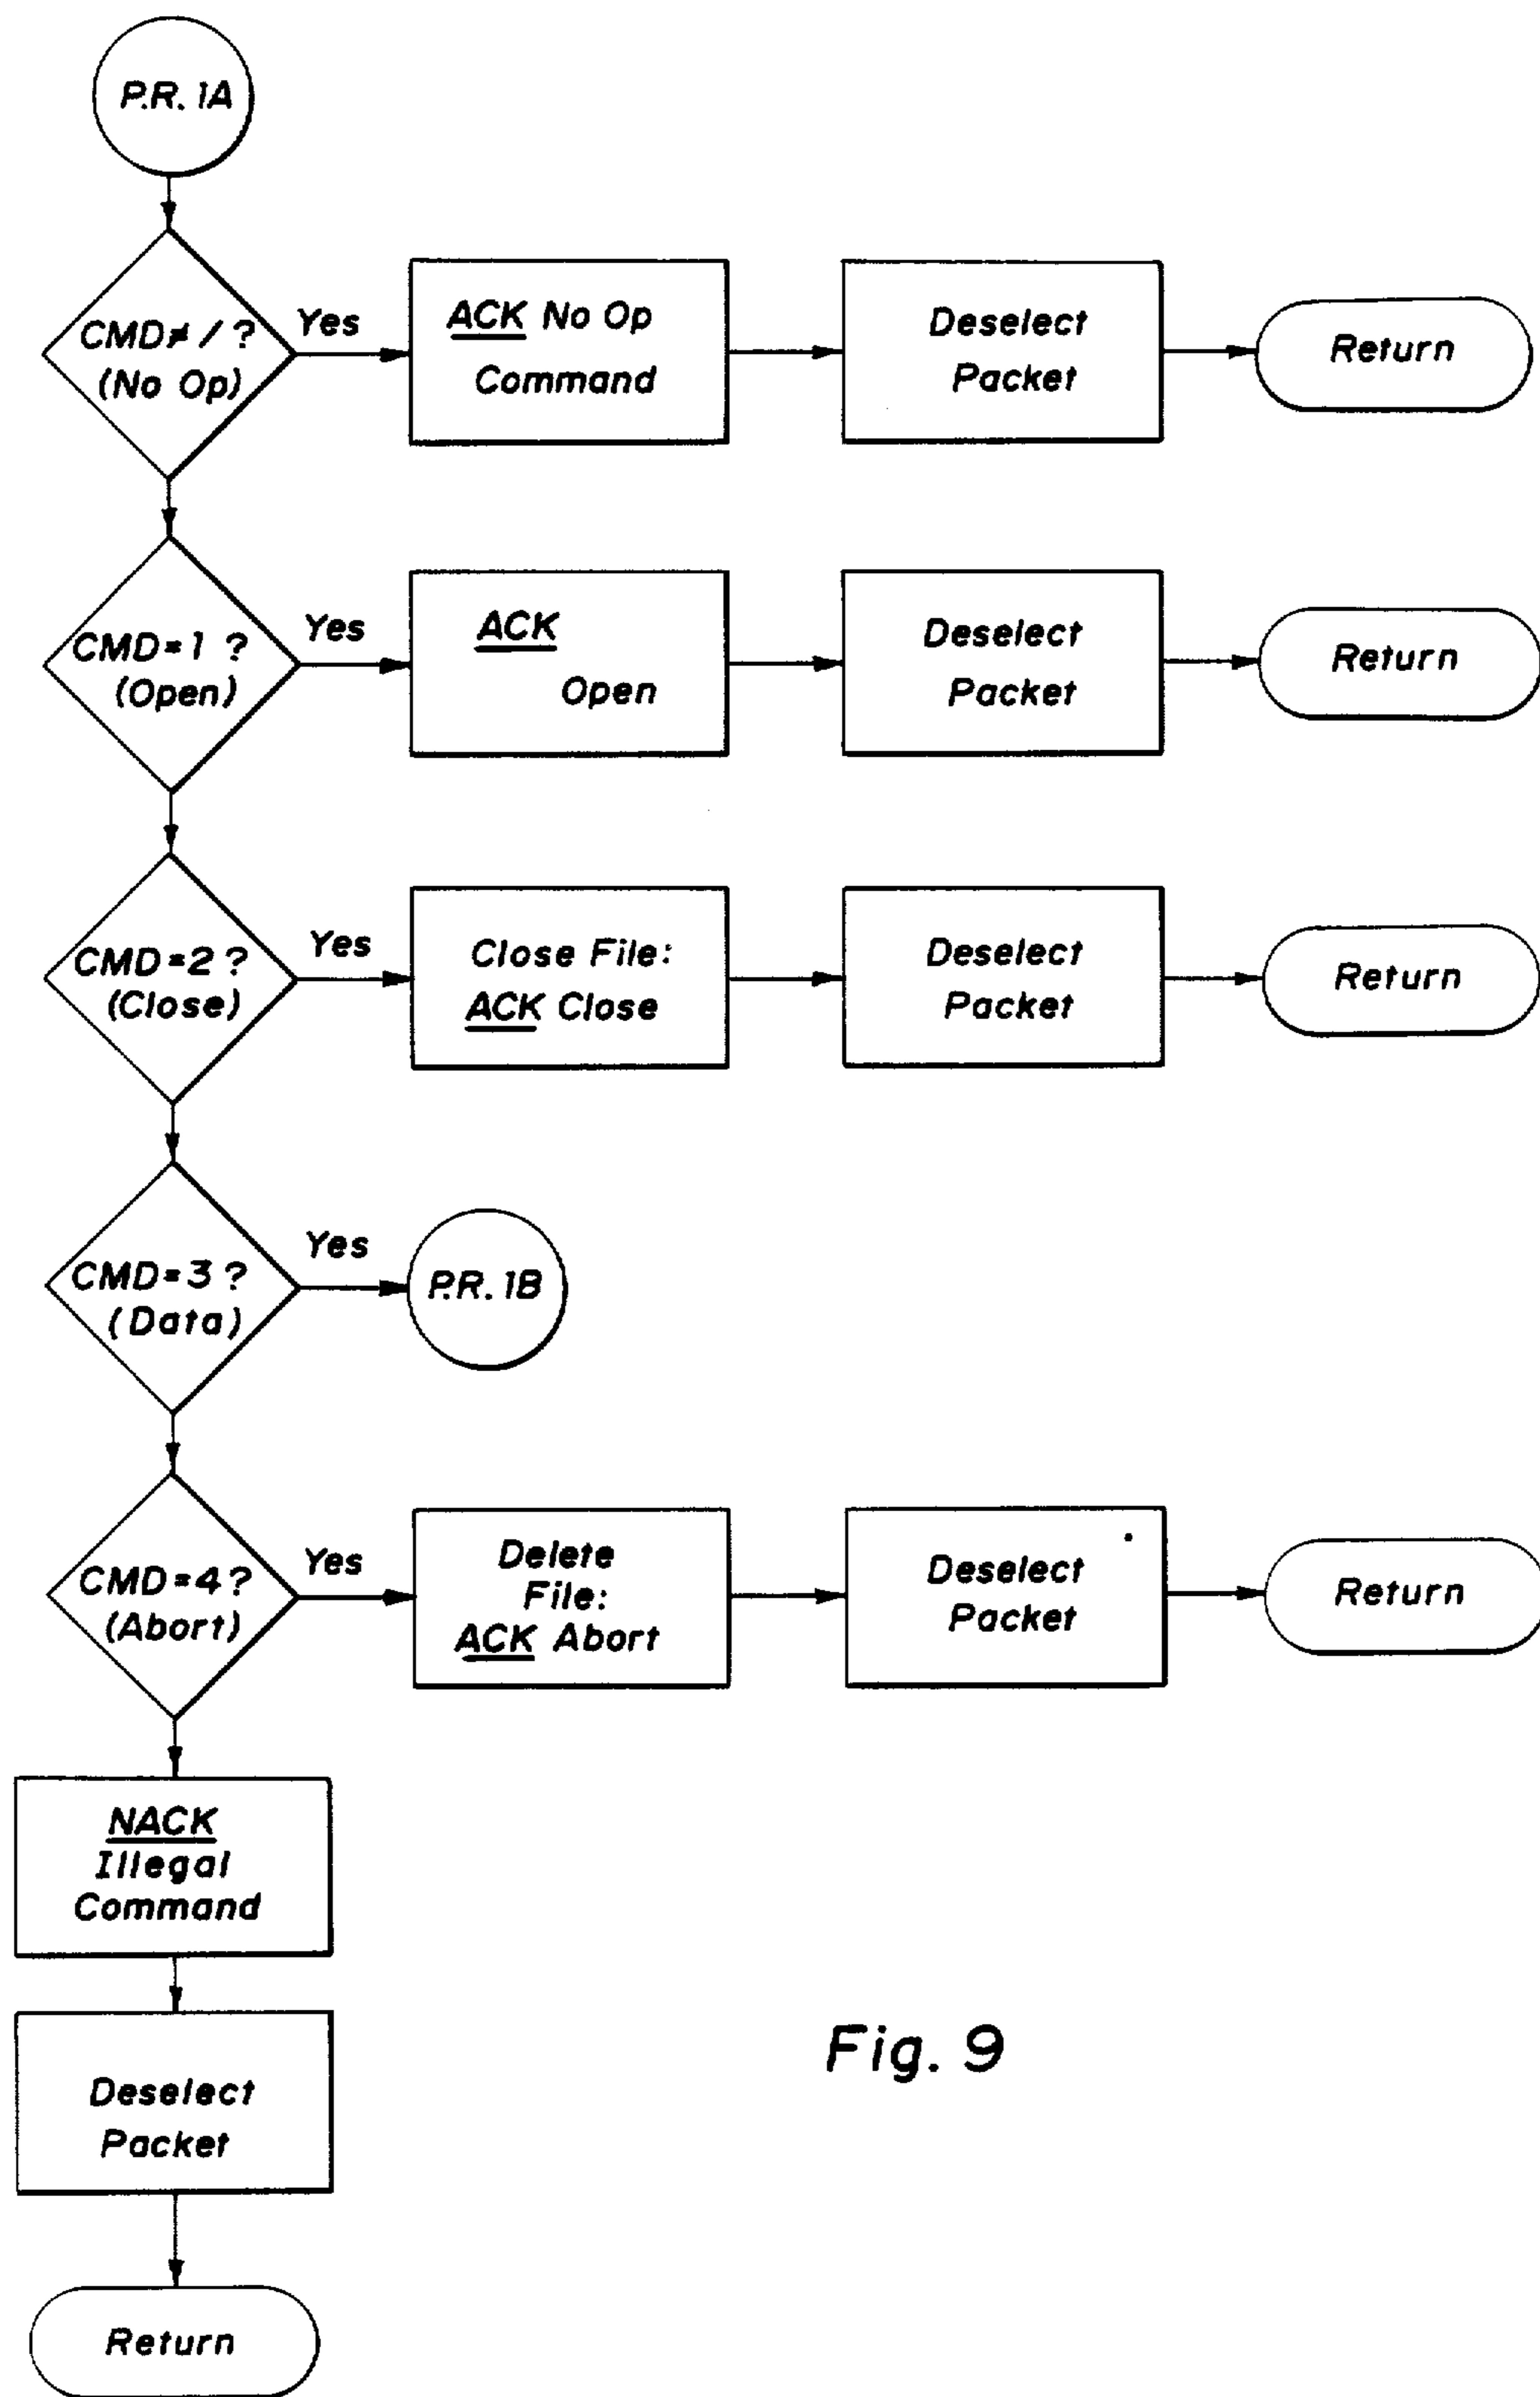 P.R. 1A
CMD≠/?
(No Op)
Yes
ACK No Op
Command
Deselect
Packet
Return
CMD=1 ?
(Open)
Yes
ACK
Open
Deselect
Packet
Return
CMD=2 ?
(Close)
Yes
Close File:
ACK Close
Deselect
Packet
Return
CMD=3 ?
(Data)
Yes
P.R. 1B
CMD=4?
(Abort)
Yes
Delete
File:
ACK Abort
Deselect
Packet
Return
NACK
Illegal
Command
Deselect
Packet
Return
Fig. 9